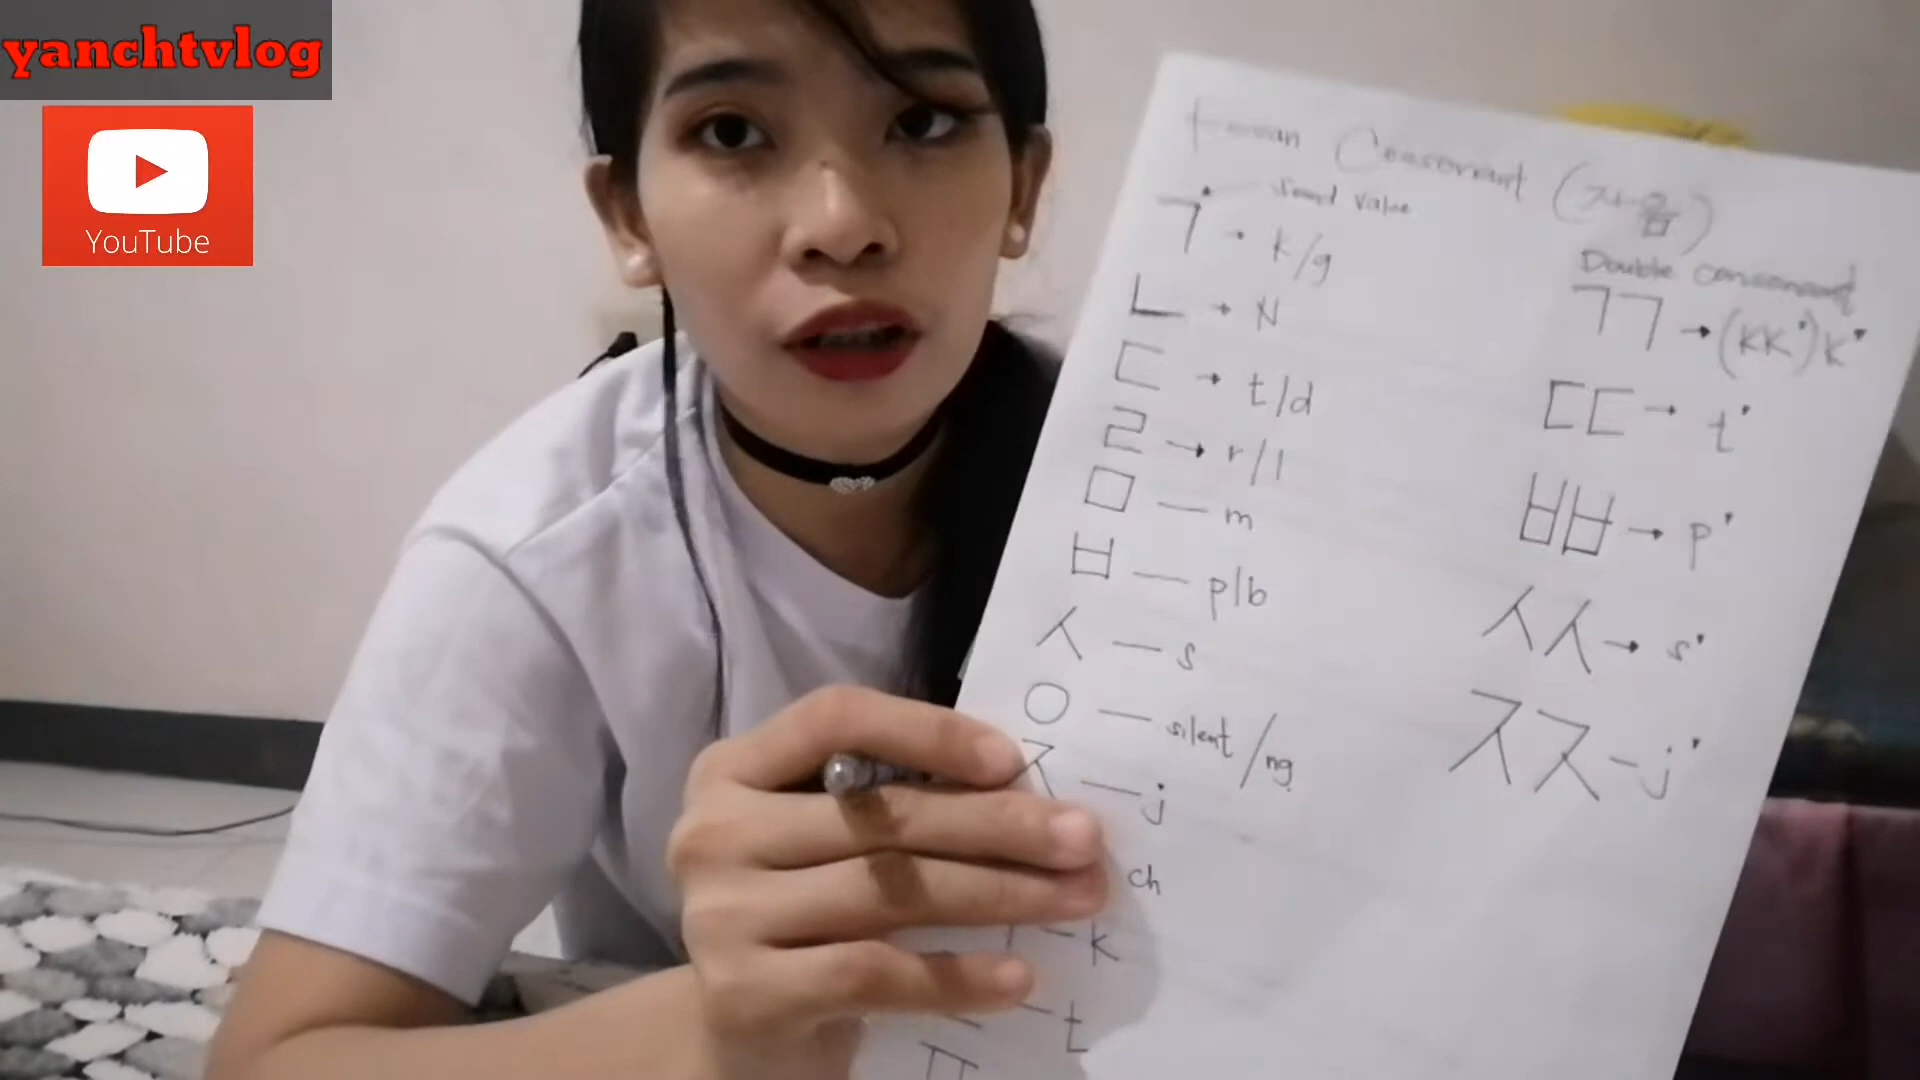 yanchtvlog
YouTube
Korean Consonant (자음)
sound value
ㄱ → k/g
Double consonant
ㄴ → N
ㄲ → (kk') k'
ㄷ → t/d
ㄸ → t'
ㄹ → r/l
ㅁ — m
ㅃ → p'
ㅂ — p/b
ㅅ — s
ㅆ → s'
ㅇ — silent/ng
ㅈ — j
ㅉ — j'
ch
— k
— t